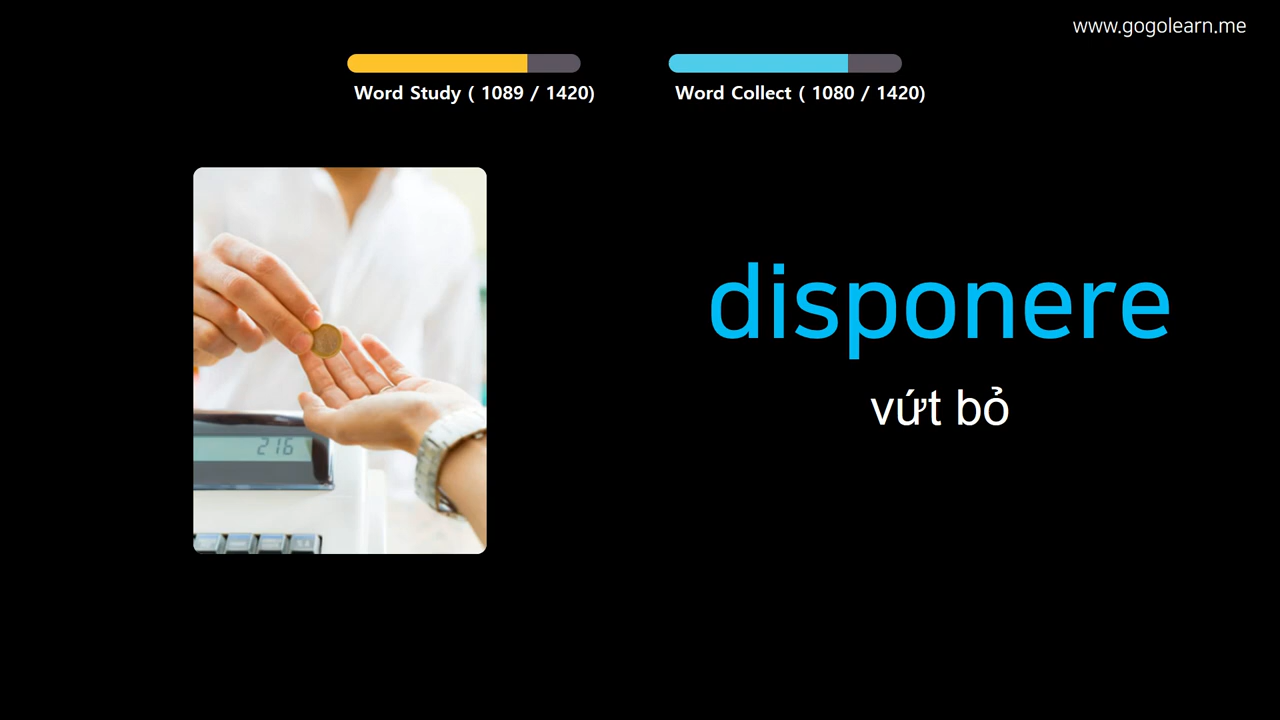 www.gogolearn.me
Word Study ( 1089 / 1420)
Word Collect ( 1080 / 1420)
disponere
vứt bỏ
216